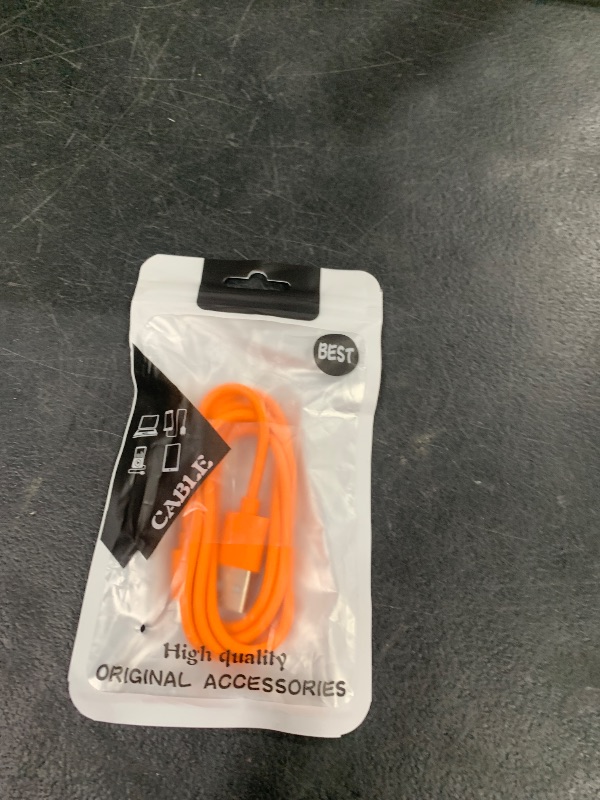 BEST
CABLE
High quality
ORIGINAL ACCESSORIES